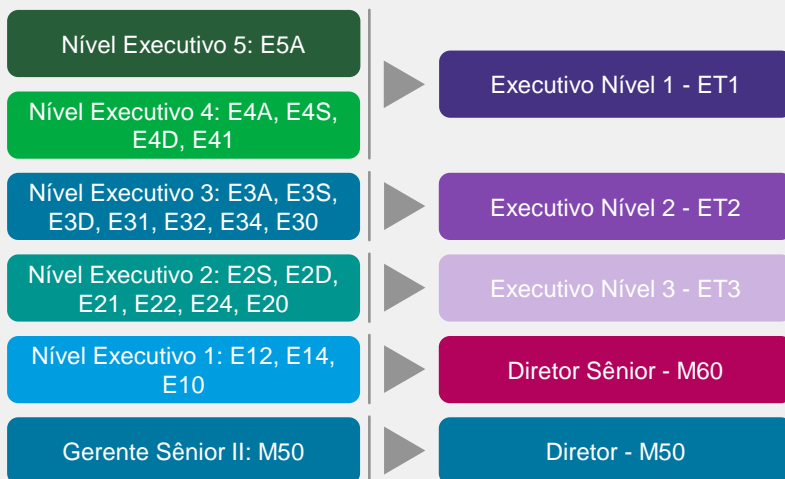 Nível Executivo 5: E5A
Nível Executivo 4: E4A, E4S,
E4D, E41
Executivo Nível 1 - ET1
Nível Executivo 3: E3A, E3S,
E3D, E31, E32, E34, E30
Executivo Nível 2 - ET2
Nível Executivo 2: E2S, E2D,
E21, E22, E24, E20
Executivo Nível 3 - ET3
Nível Executivo 1: E12, E14,
E10
Diretor Sênior - M60
Gerente Sênior II: M50
Diretor - M50